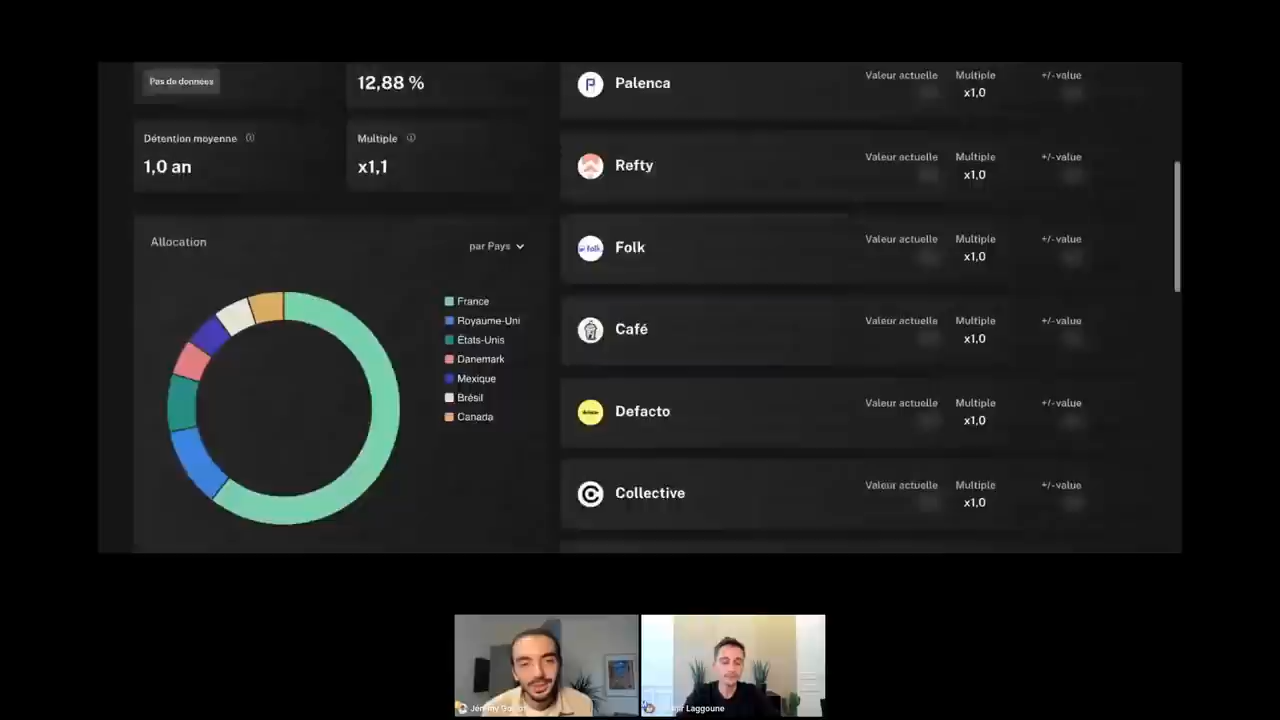 Pas de données
12,88 %
Détention moyenne
1,0 an
Multiple
x1,1
Allocation
par Pays
France
Royaume-Uni
États-Unis
Danemark
Mexique
Brésil
Canada
Palenca
Valeur actuelle
Multiple
x1,0
+/-value
Refty
Valeur actuelle
Multiple
x1,0
+/-value
folk
Folk
Valeur actuelle
Multiple
x1,0
+/-value
Café
Valeur actuelle
Multiple
x1,0
+/-value
Defacto
Valeur actuelle
Multiple
x1,0
+/-value
Collective
Valeur actuelle
Multiple
x1,0
+/-value
Laggoune